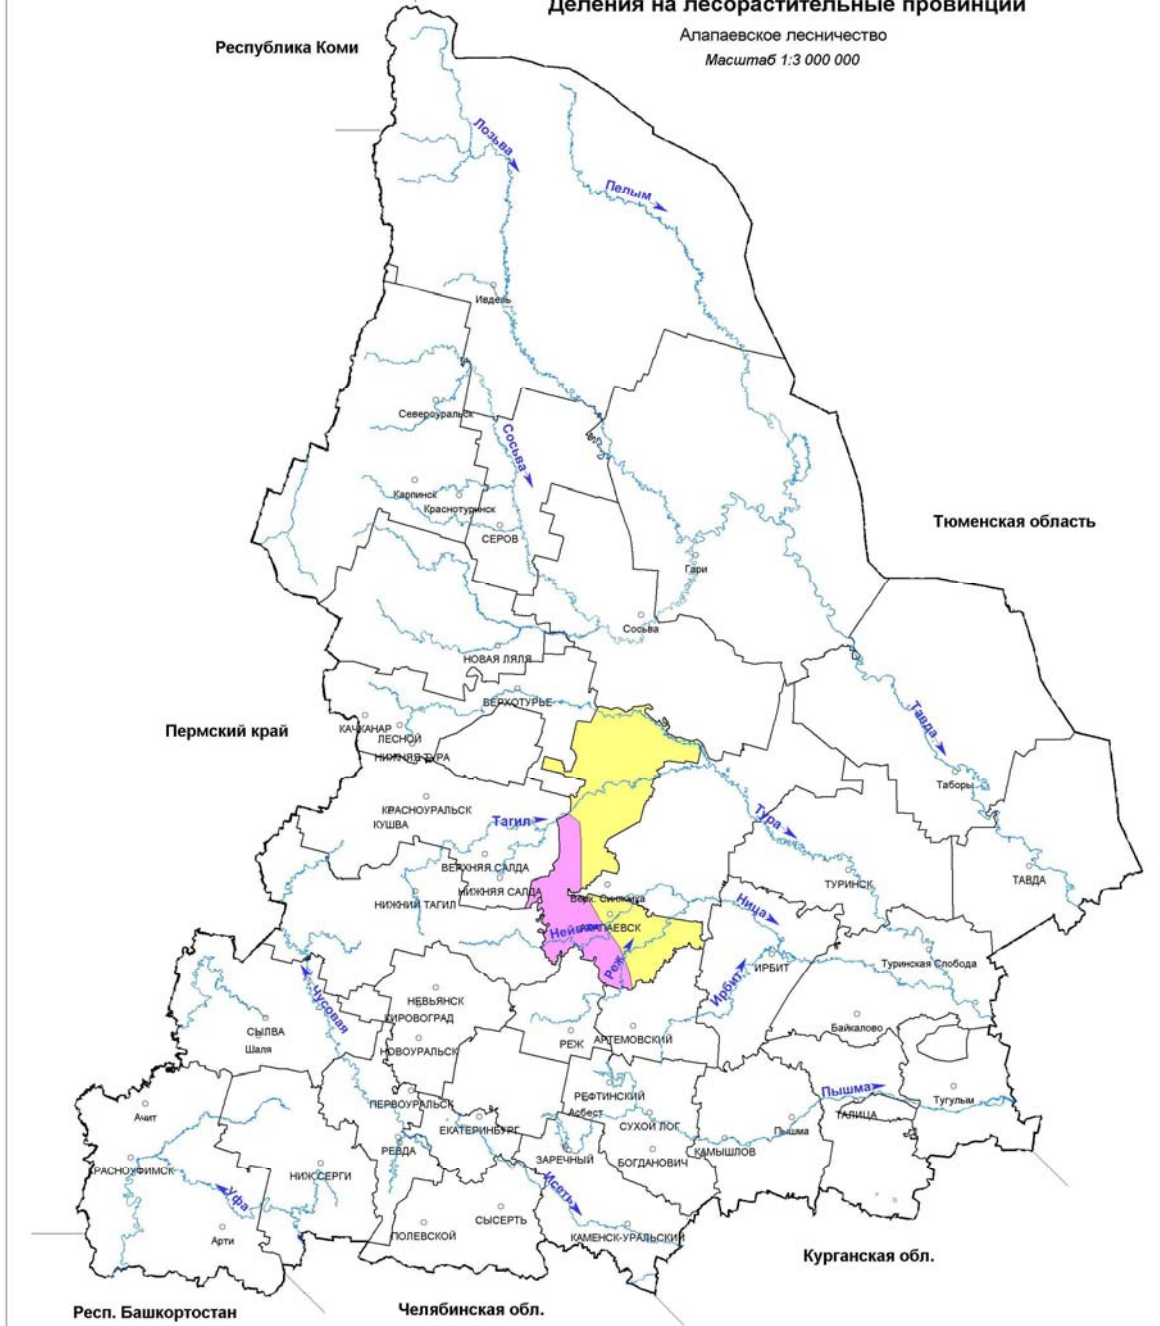 Деления на лесорастительные провинции
Алапаевское лесничество
Масштаб 1:3 000 000
Республика Коми
Лозьва
Пелым
Ивдель
Североуральск
Сосьва
Карпинск
Краснотуринск
СЕРОВ
Тюменская область
Гари
Сосьва
НОВАЯ ЛЯЛЯ
ВЕРХОТУРЬЕ
Пермский край
КАЧКАНАР
ЛЕСНОЙ
НИЖНЯЯ ТУРА
Тавда
Таборы
КРАСНОУРАЛЬСК
КУШВА
Тагил
Тура
ВЕРХНЯЯ САЛДА
НИЖНЯЯ САЛДА
ТУРИНСК
ТАВДА
НИЖНИЙ ТАГИЛ
Верх. Синячиха
Ница
Нейва
АЛАПАЕВСК
Реж
Ирбит
ИРБИТ
Туринская Слобода
Чусовая
НЕВЬЯНСК
КИРОВОГРАД
СЫЛВА
Шаля
НОВОУРАЛЬСК
РЕЖ
АРТЕМОВСКИЙ
Байкалово
Ачит
ПЕРВОУРАЛЬСК
РЕФТИНСКИЙ
Асбест
Пышма
Тугулым
ТАЛИЦА
ЕКАТЕРИНБУРГ
СУХОЙ ЛОГ
Пышма
РЕВДА
ЗАРЕЧНЫЙ
БОГДАНОВИЧ
КАМЫШЛОВ
КРАСНОУФИМСК
НИЖ.СЕРГИ
Уфа
Исеть
Арти
СЫСЕРТЬ
ПОЛЕВСКОЙ
КАМЕНСК-УРАЛЬСКИЙ
Курганская обл.
Респ. Башкортостан
Челябинская обл.